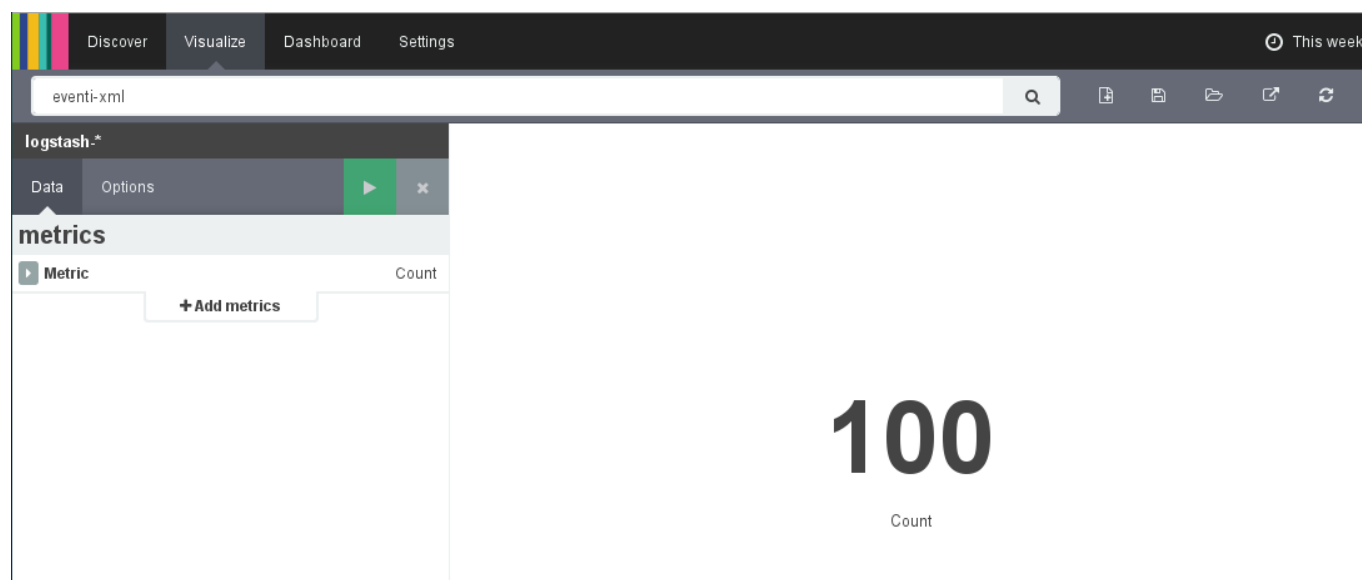 Discover Visualize Dashboard Settings This week
eventi-xml
logstash-*
Data Options
metrics
Metric Count
Add metrics
100
Count